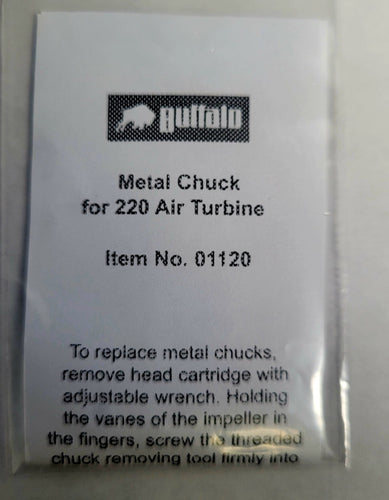 Buffalo
Metal Chuck
for 220 Air Turbine
Item No. 01120
To replace metal chucks,
remove head cartridge with
adjustable wrench. Holding
the vanes of the impeller in
the fingers, screw the threaded
chuck removing tool firmly into